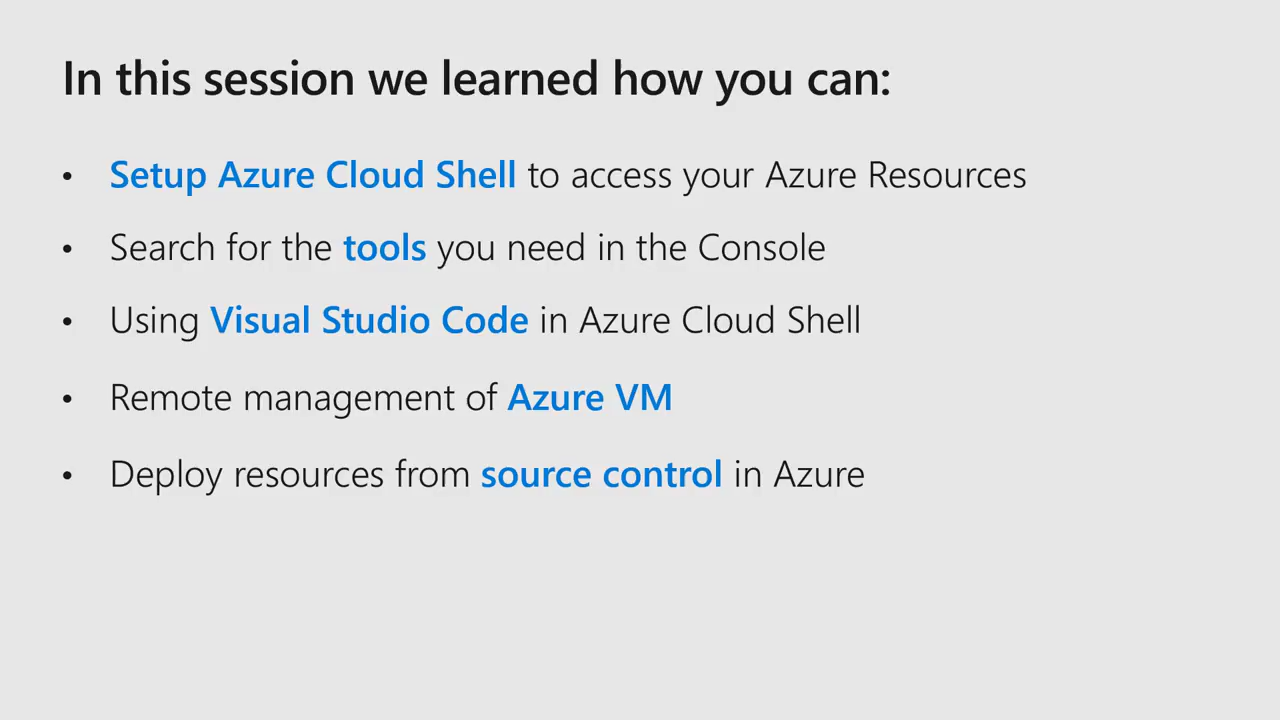 In this session we learned how you can:
• Setup Azure Cloud Shell to access your Azure Resources
• Search for the tools you need in the Console
• Using Visual Studio Code in Azure Cloud Shell
• Remote management of Azure VM
• Deploy resources from source control in Azure